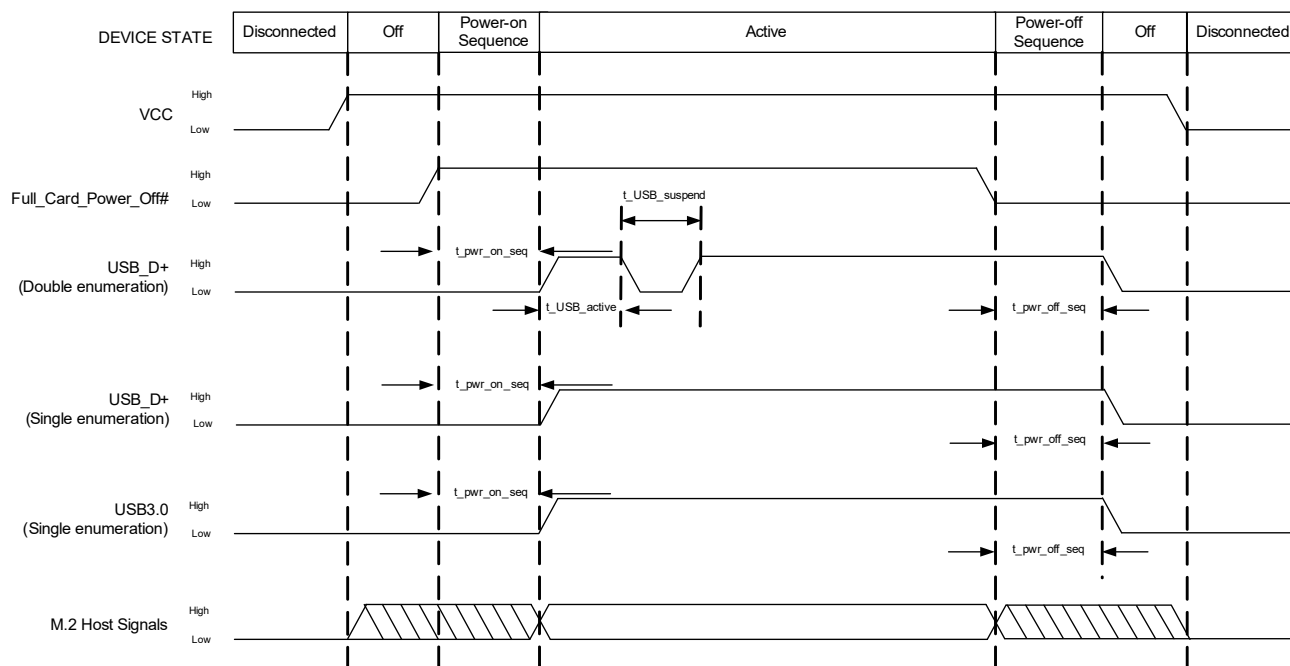 DEVICE STATE
Disconnected
Off
Power-on
Sequence
Active
Power-off
Sequence
Off
Disconnected
VCC
High
Low
Full_Card_Power_Off#
High
Low
t_USB_suspend
USB_D+
(Double enumeration)
High
Low
t_pwr_on_seq
t_USB_active
t_pwr_off_seq
USB_D+
(Single enumeration)
High
Low
t_pwr_on_seq
t_pwr_off_seq
USB3.0
(Single enumeration)
High
Low
t_pwr_on_seq
t_pwr_off_seq
M.2 Host Signals
High
Low